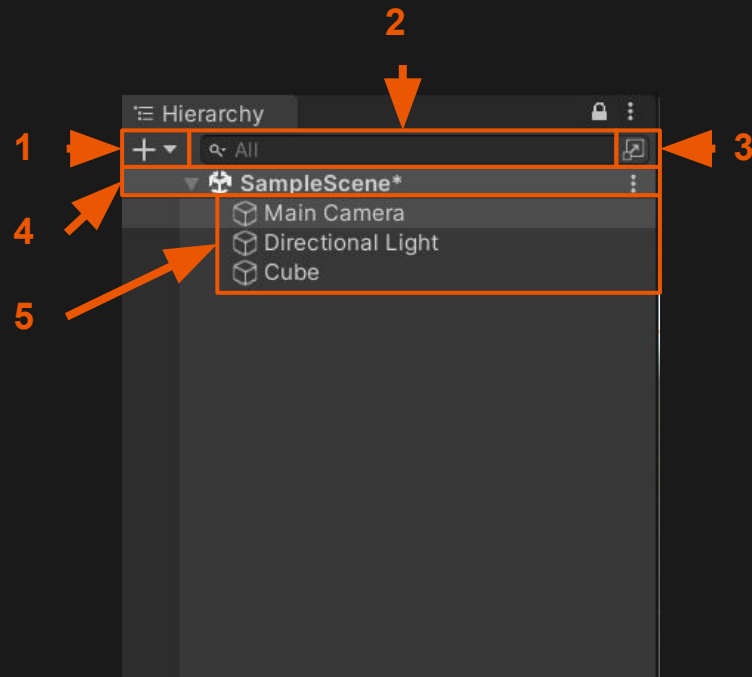 2
Hierarchy
1
All
3
SampleScene*
4
Main Camera
Directional Light
Cube
5